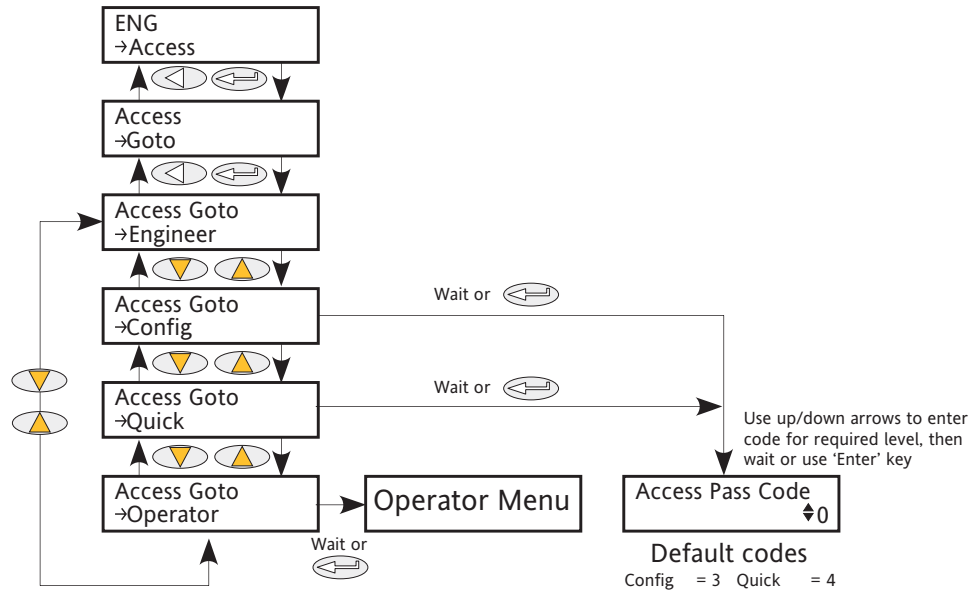 ENG
→Access
Access
→Goto
Access Goto
→Engineer
Wait or
Access Goto
→Config
Wait or
Access Goto
→Quick
Use up/down arrows to enter
code for required level, then
wait or use ‘Enter’ key
Access Goto
→Operator
Operator Menu
Wait or
Access Pass Code
0
Default codes
Config = 3 Quick = 4